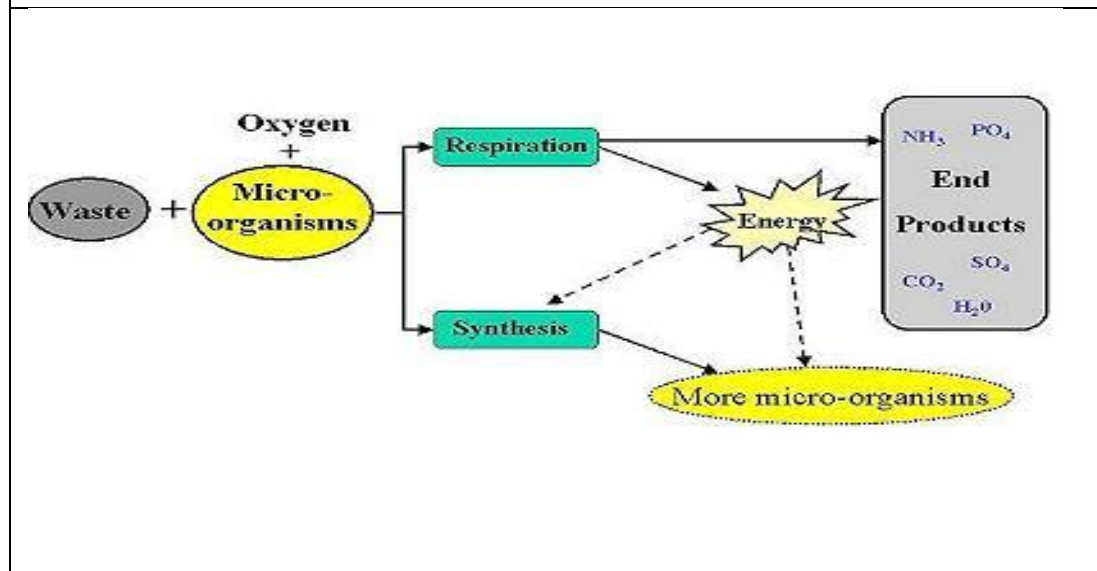 Oxygen
+
Waste
+
Micro-
organisms
Respiration
Synthesis
Energy
More micro-organisms
NH₃ PO₄
End
Products
SO₄
CO₂
H₂0